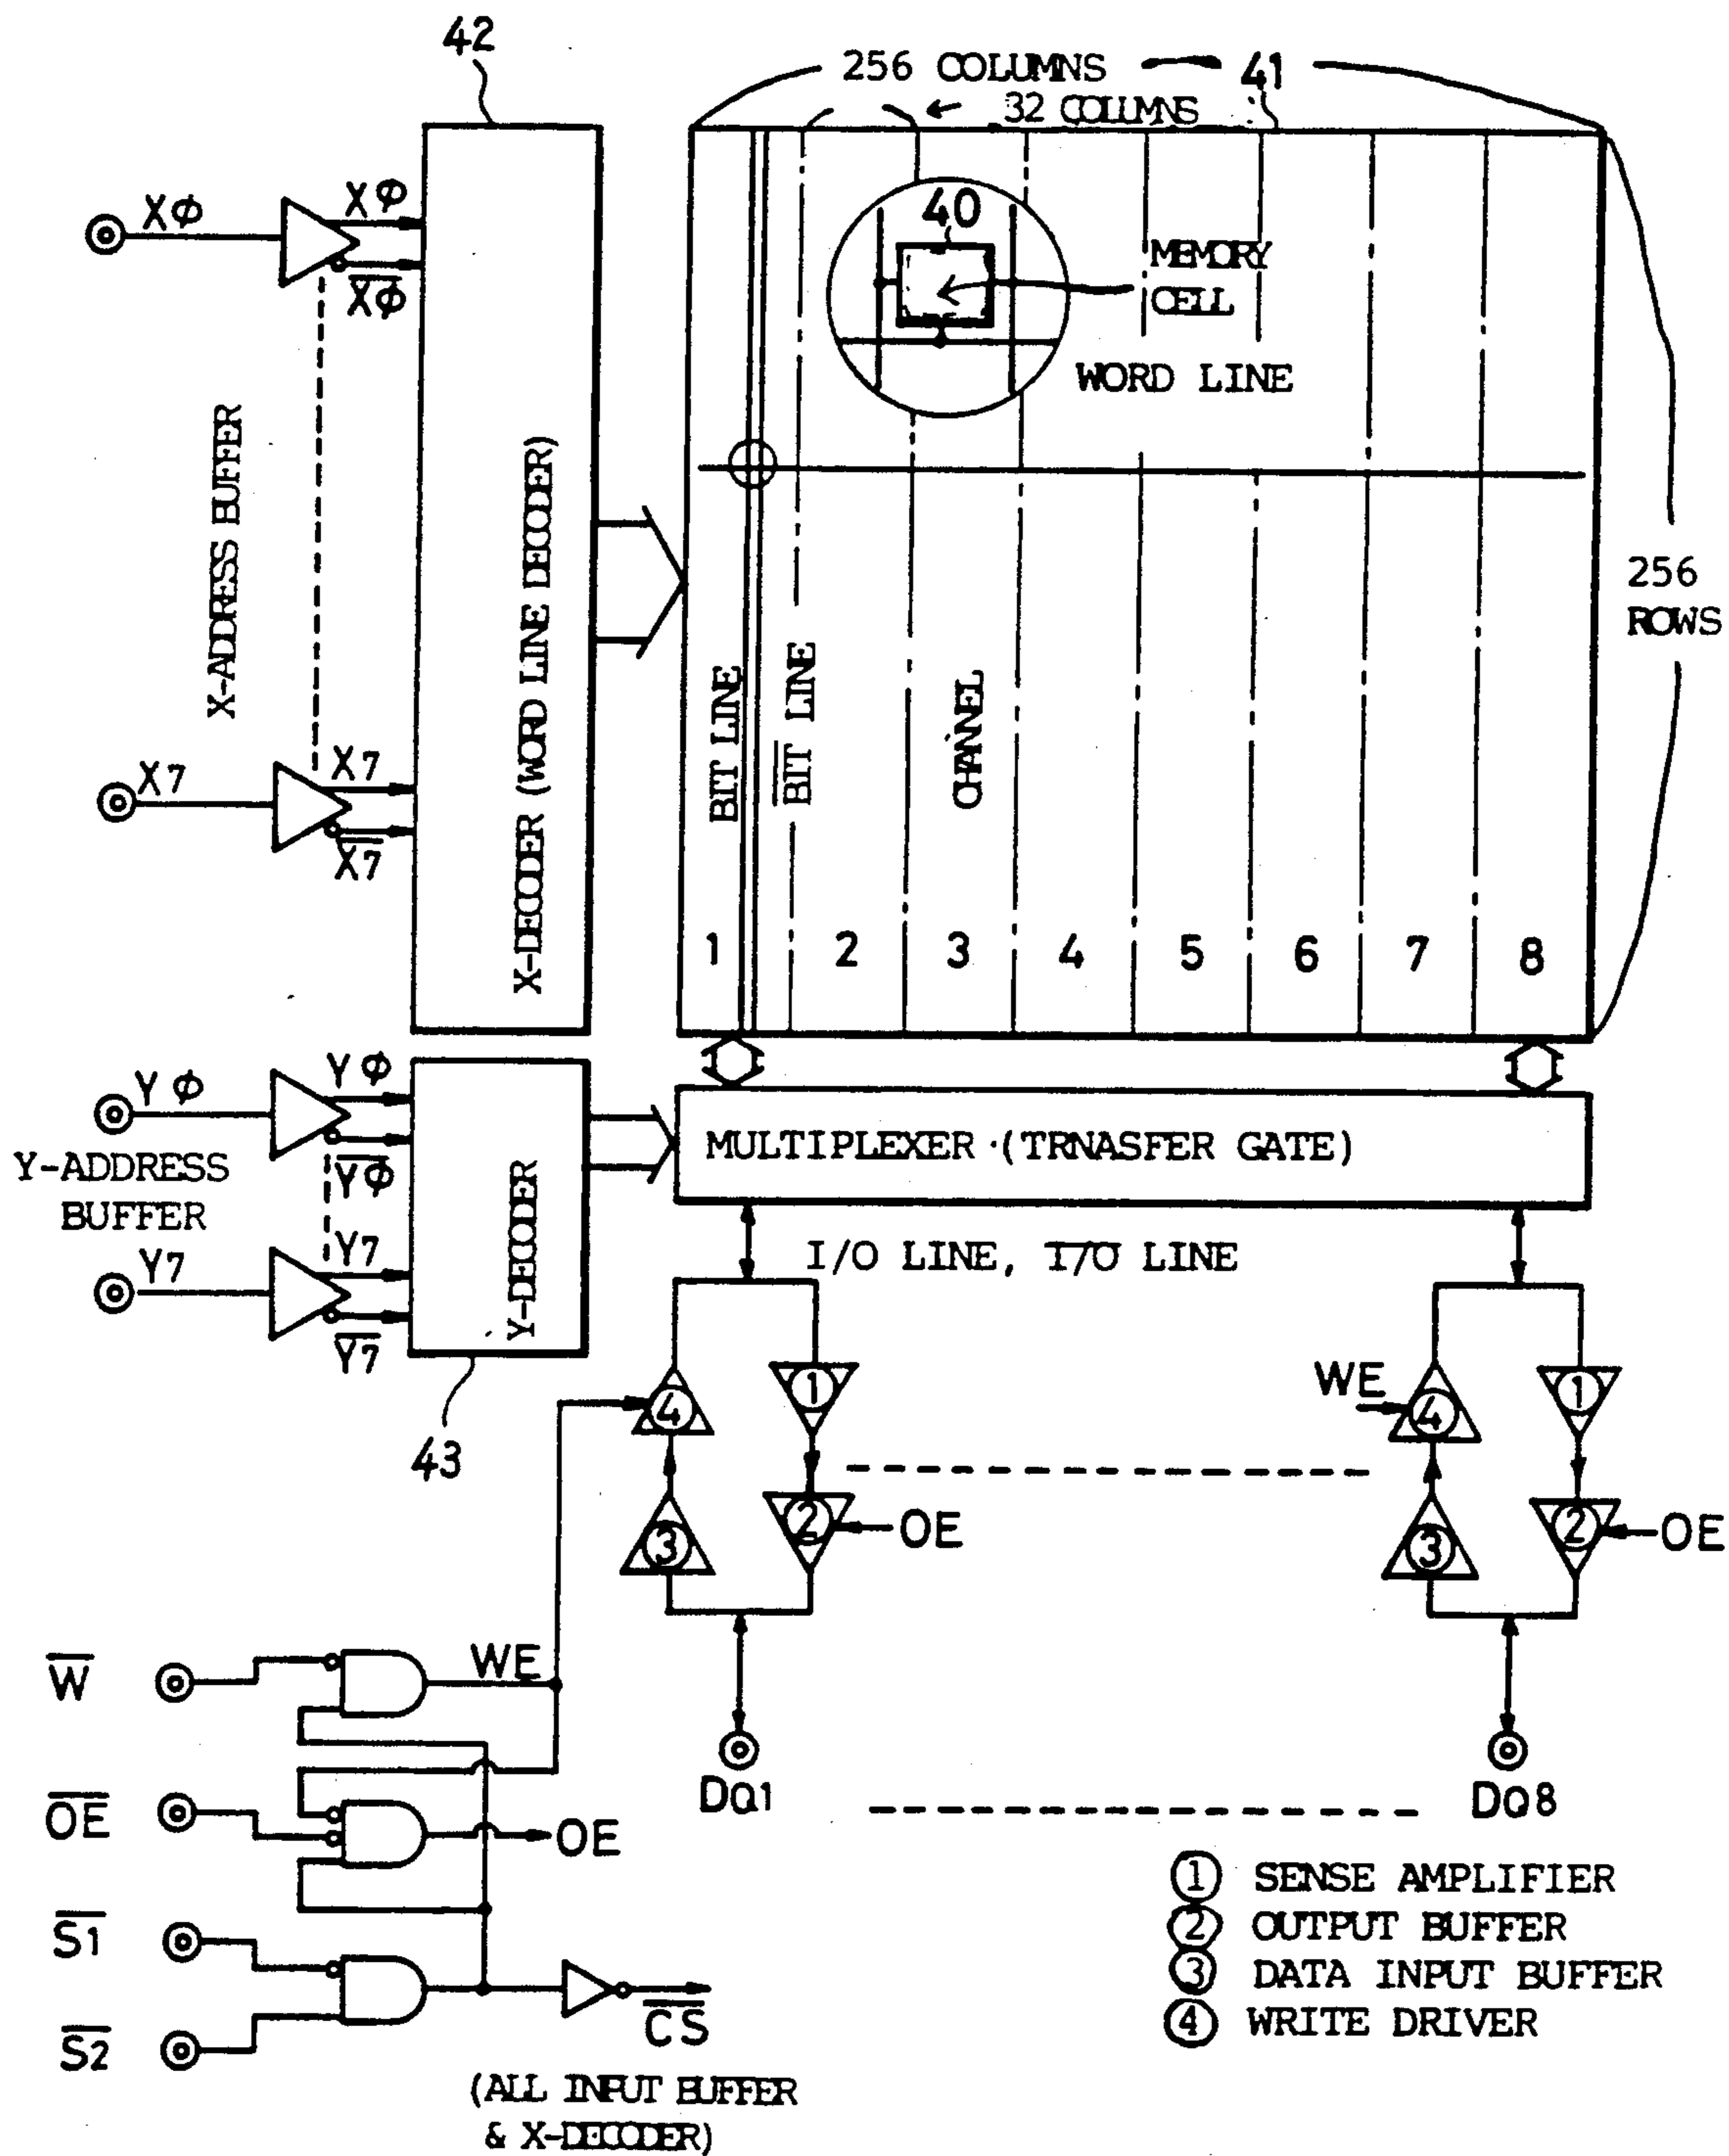 42
256 COLUMNS
41
32 COLUMNS
Xϕ
Xϕ
X̅ϕ̅
40
MEMORY
CELL
WORD LINE
X-ADDRESS BUFFER
X-DECODER (WORD LINE DECODER)
256
ROWS
BIT LINE
B̅I̅T̅ LINE
CHANNEL
X7
X7
X̅7̅
1 2 3 4 5 6 7 8
Yϕ
Yϕ
Y̅ϕ̅
Y-ADDRESS
BUFFER
Y7
Y7
Y̅7̅
Y-DECODER
43
MULTIPLEXER (TRNASFER GATE)
I/O LINE, I̅/̅O̅ LINE
4
1
3
2
OE
WE
4
1
3
2
OE
W̅
WE
O̅E̅
OE
DQ1
DQ8
S̅1̅
S̅2̅
C̅S̅
(ALL INPUT BUFFER
& X-DECODER)
① SENSE AMPLIFIER
② OUTPUT BUFFER
③ DATA INPUT BUFFER
④ WRITE DRIVER